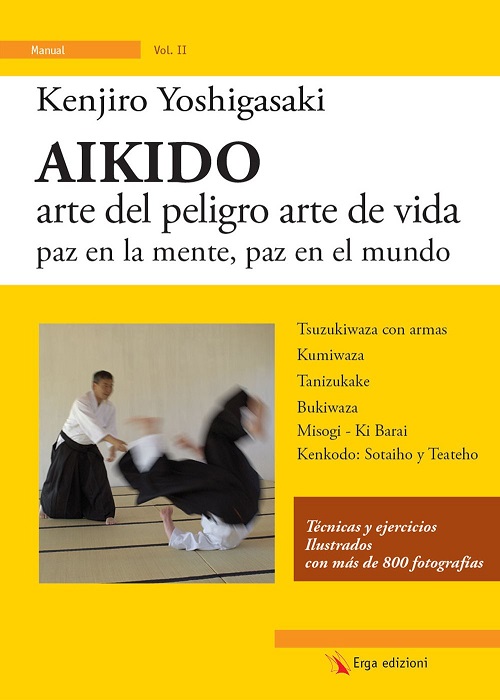 Manual
Vol. II
Kenjiro Yoshigasaki
AIKIDO
arte del peligro arte de vida
paz en la mente, paz en el mundo
Tsuzukiwaza con armas
Kumiwaza
Tanizukake
Bukiwaza
Misogi - Ki Barai
Kenkodo: Sotaiho y Teateho
Técnicas y ejercicios
Ilustrados
con más de 800 fotografías
Erga edizioni